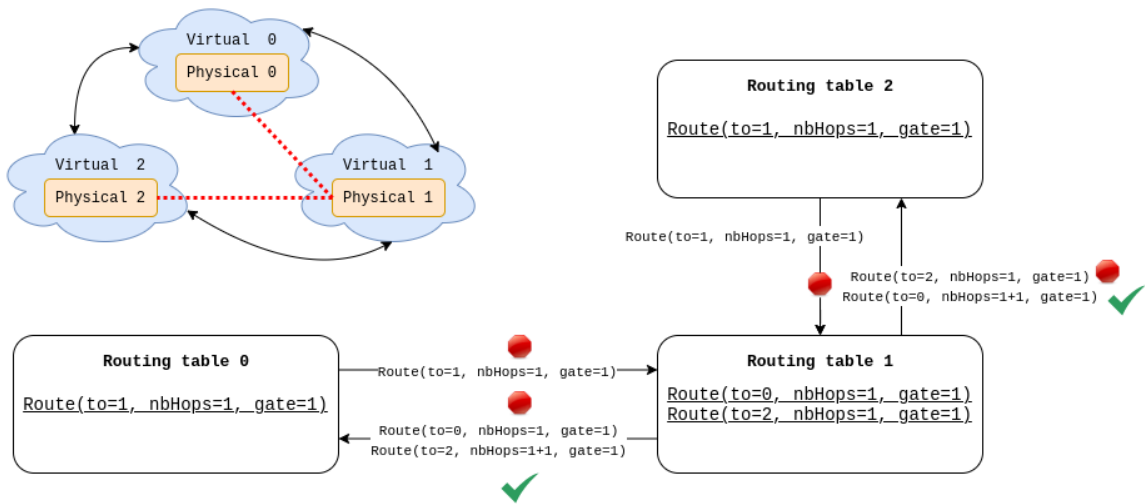 Virtual  0
Physical 0
Virtual  2
Physical 2
Virtual  1
Physical 1
Routing table 2
Route(to=1, nbHops=1, gate=1)
Route(to=1, nbHops=1, gate=1)
Route(to=2, nbHops=1, gate=1)
Route(to=0, nbHops=1+1, gate=1)
Routing table 0
Route(to=1, nbHops=1, gate=1)
Route(to=1, nbHops=1, gate=1)
Route(to=0, nbHops=1, gate=1)
Route(to=2, nbHops=1+1, gate=1)
Routing table 1
Route(to=0, nbHops=1, gate=1)
Route(to=2, nbHops=1, gate=1)